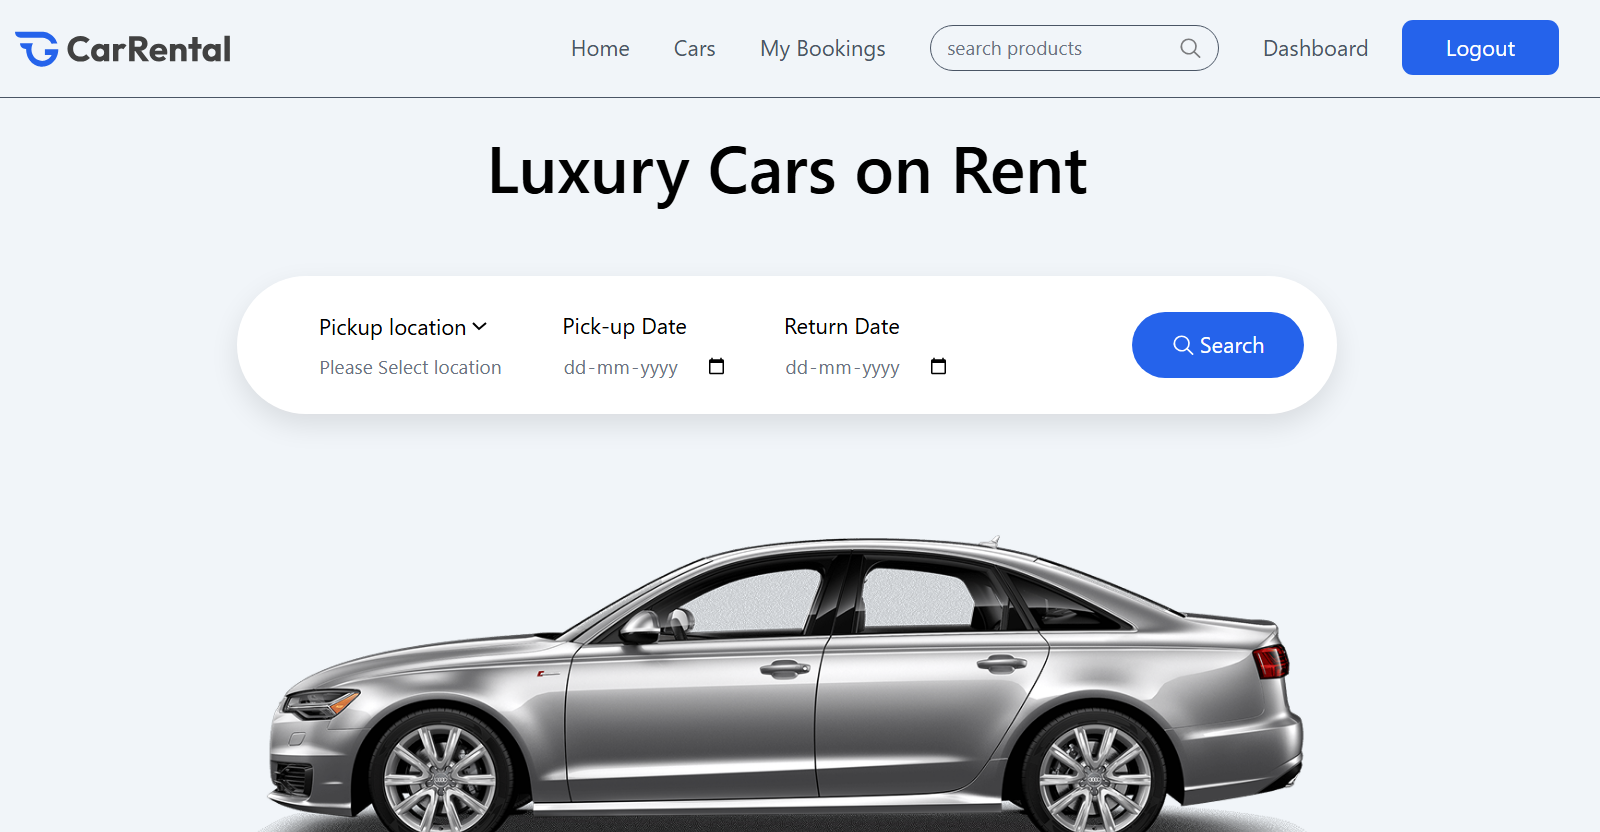 CarRental
Home Cars My Bookings search products Dashboard Logout
Luxury Cars on Rent
Pickup location Pick-up Date Return Date
Please Select location dd-mm-yyyy dd-mm-yyyy
Search